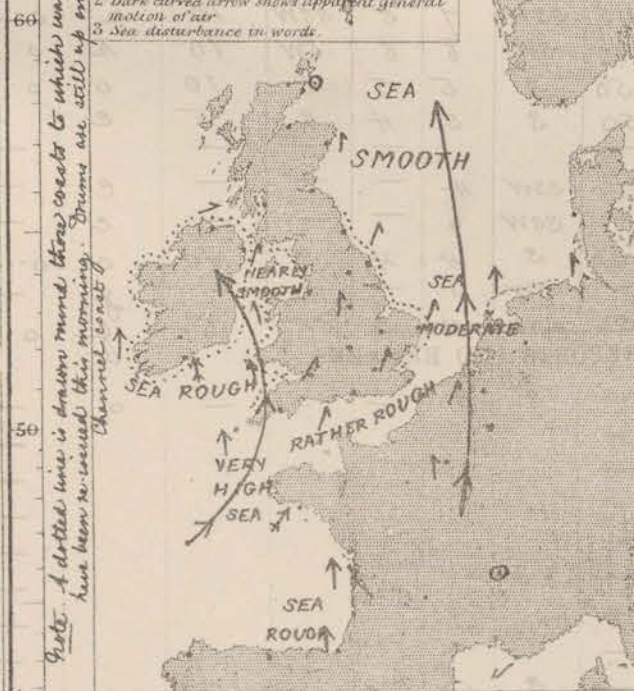 60
2 Dark curved arrow shows apparent general
motion of air
3 Sea disturbance in words.
Note. A dotted line is drawn round those coasts to which
have been re-issued this morning. Drums are still up on
Channel coast
SEA
SMOOTH
NEARLY
SMOOTH
SEA
MODERATE
SEA ROUGH
RATHER ROUGH
50
VERY
HIGH
SEA
SEA
ROUGH